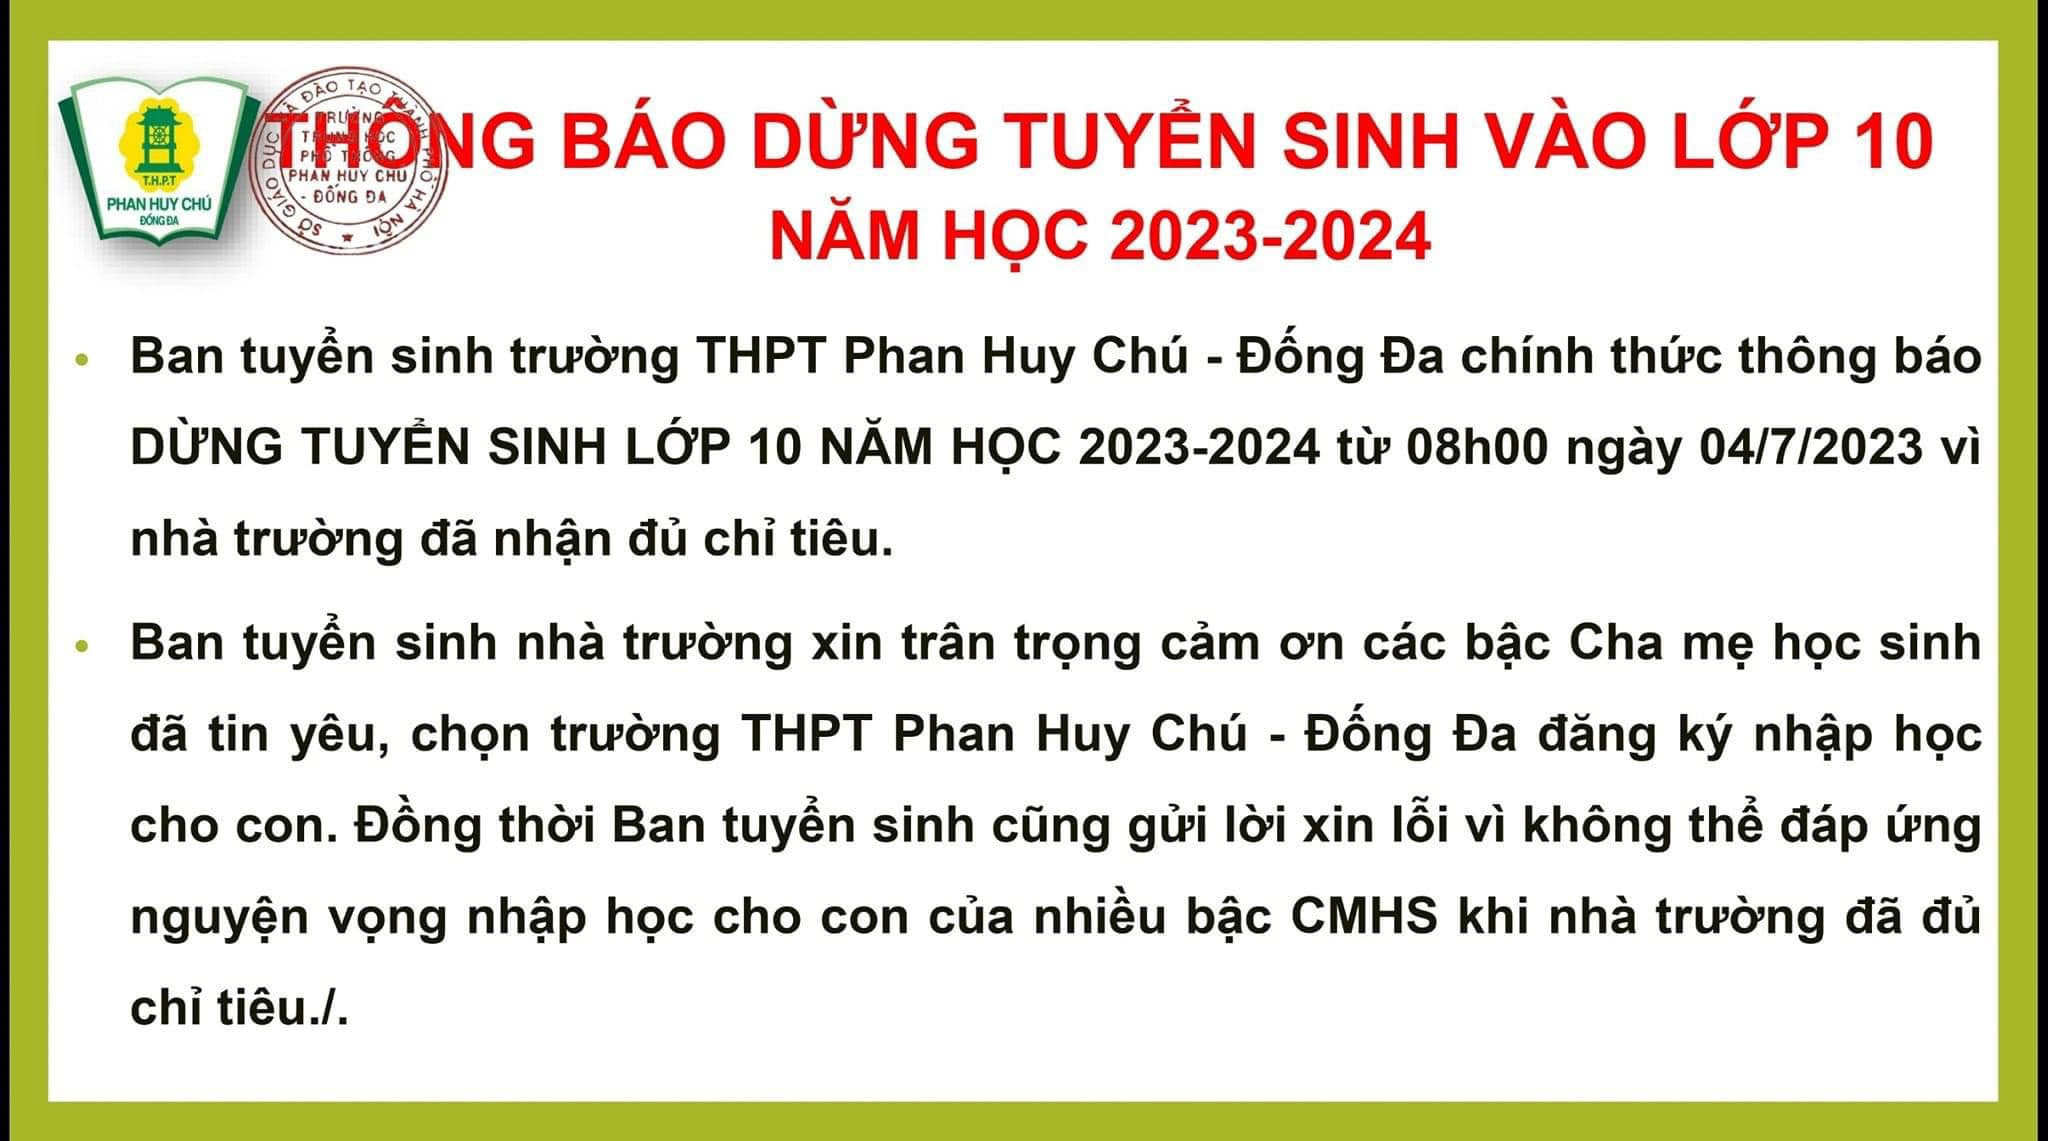 T.H.P.T
PHAN HUY CHÚ
ĐỐNG ĐA
SỞ GIÁO DỤC VÀ ĐÀO TẠO THÀNH PHỐ HÀ NỘI
TRƯỜNG
TRUNG HỌC
PHỔ THÔNG
PHAN HUY CHÚ
- ĐỐNG ĐA
THÔNG BÁO DỪNG TUYỂN SINH VÀO LỚP 10
NĂM HỌC 2023-2024
• Ban tuyển sinh trường THPT Phan Huy Chú - Đống Đa chính thức thông báo
DỪNG TUYỂN SINH LỚP 10 NĂM HỌC 2023-2024 từ 08h00 ngày 04/7/2023 vì
nhà trường đã nhận đủ chỉ tiêu.
• Ban tuyển sinh nhà trường xin trân trọng cảm ơn các bậc Cha mẹ học sinh
đã tin yêu, chọn trường THPT Phan Huy Chú - Đống Đa đăng ký nhập học
cho con. Đồng thời Ban tuyển sinh cũng gửi lời xin lỗi vì không thể đáp ứng
nguyện vọng nhập học cho con của nhiều bậc CMHS khi nhà trường đã đủ
chỉ tiêu./.